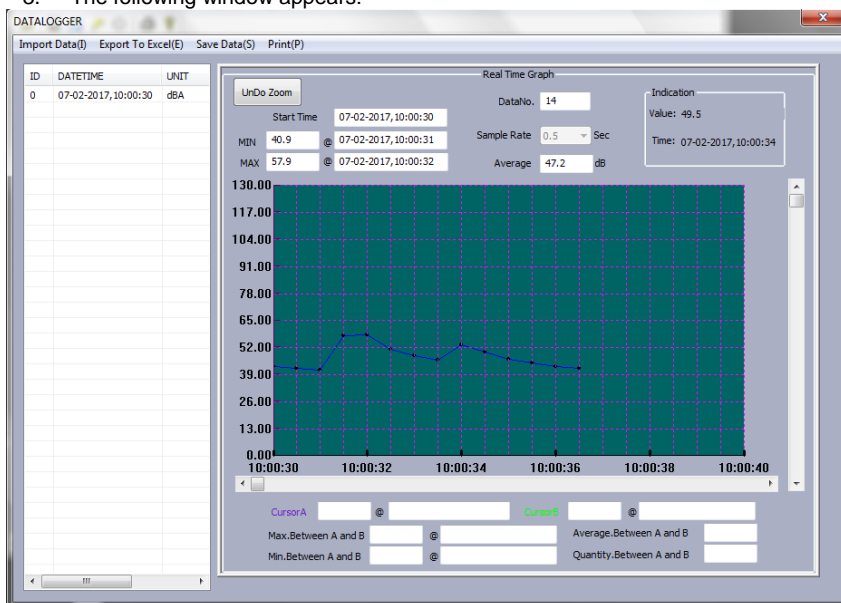 The following window appears:
DATALOGGER
Import Data(I) Export To Excel(E) Save Data(S) Print(P)
ID DATETIME UNIT
0 07-02-2017,10:00:30 dBA
Real Time Graph
UnDo Zoom
DataNo. 14
Indication
Value: 49.5
Time: 07-02-2017,10:00:34
Start Time 07-02-2017,10:00:30
MIN 40.9 @ 07-02-2017,10:00:31
Sample Rate 0.5 Sec
MAX 57.9 @ 07-02-2017,10:00:32
Average 47.2 dB
130.00
117.00
104.00
91.00
78.00
65.00
52.00
39.00
26.00
13.00
0.00
10:00:30 10:00:32 10:00:34 10:00:36 10:00:38 10:00:40
CursorA @ CursorB @
Max.Between A and B @ Average.Between A and B
Min.Between A and B @ Quantity.Between A and B